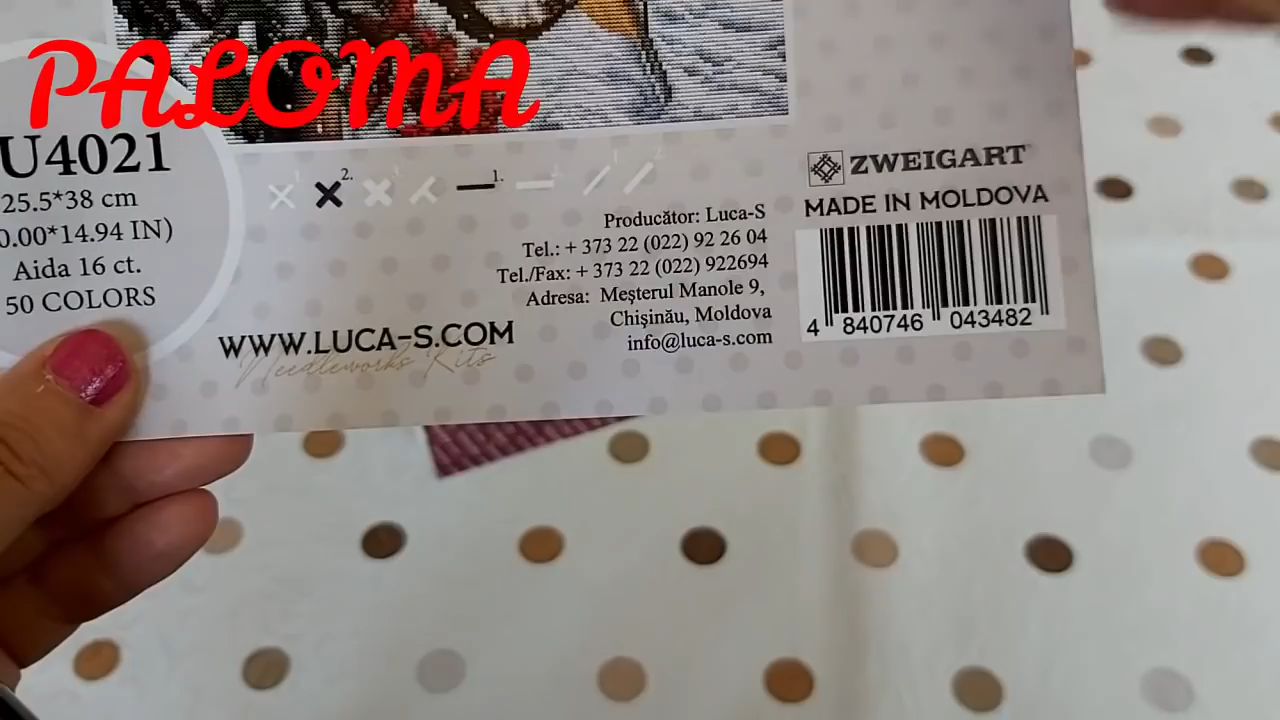 PALOMA
U4021
25.5*38 cm
0.00*14.94 IN)
Aida 16 ct.
50 COLORS
2.
1.
WWW.LUCA-S.COM
Needleworks Kits
Producător: Luca-S
Tel.: + 373 22 (022) 92 26 04
Tel./Fax: + 373 22 (022) 922694
Adresa: Meşterul Manole 9,
Chişinău, Moldova
info@luca-s.com
ZWEIGART
MADE IN MOLDOVA
4 840746 043482